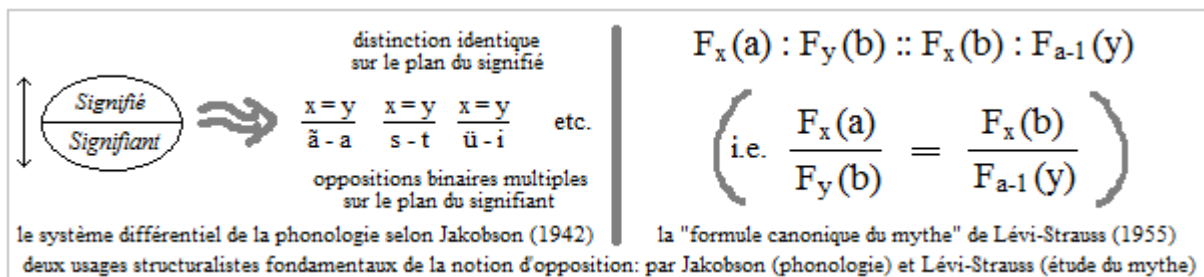 distinction identique
sur le plan du signifié
Signifié
Signifiant
x = y x = y x = y
ã - a s - t ü - i
etc.
oppositions binaires multiples
sur le plan du signifiant
le système différentiel de la phonologie selon Jakobson (1942)
Fx(a) : Fy(b) :: Fx(b) : Fa-1(y)
i.e. Fx(a) = Fx(b)
Fy(b) Fa-1(y)
la "formule canonique du mythe" de Lévi-Strauss (1955)
deux usages structuralistes fondamentaux de la notion d'opposition: par Jakobson (phonologie) et Lévi-Strauss (étude du mythe)